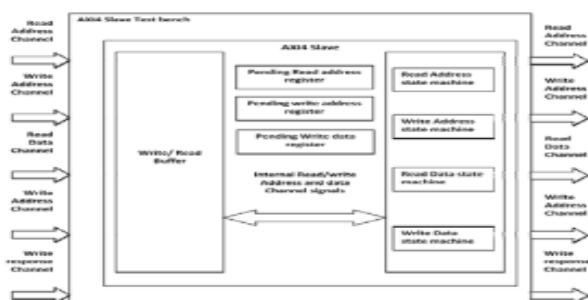 AXI4 Slave Test bench
Read
Address
Channel
Write
Address
Channel
Read
Data
Channel
Write
Address
Channel
Write
response
Channel
AXI4 Slave
Write/ Read
Buffer
Pending Read address
register
Pending write address
register
Pending Write data
register
Internal Read/write
Address and data
Channel signals
Read Address
state machine
Write Address
state machine
Read Data state
machine
Write Data
state machine
Read
Address
Channel
Write
Address
Channel
Read
Data
Channel
Write
Address
Channel
Write
response
Channel